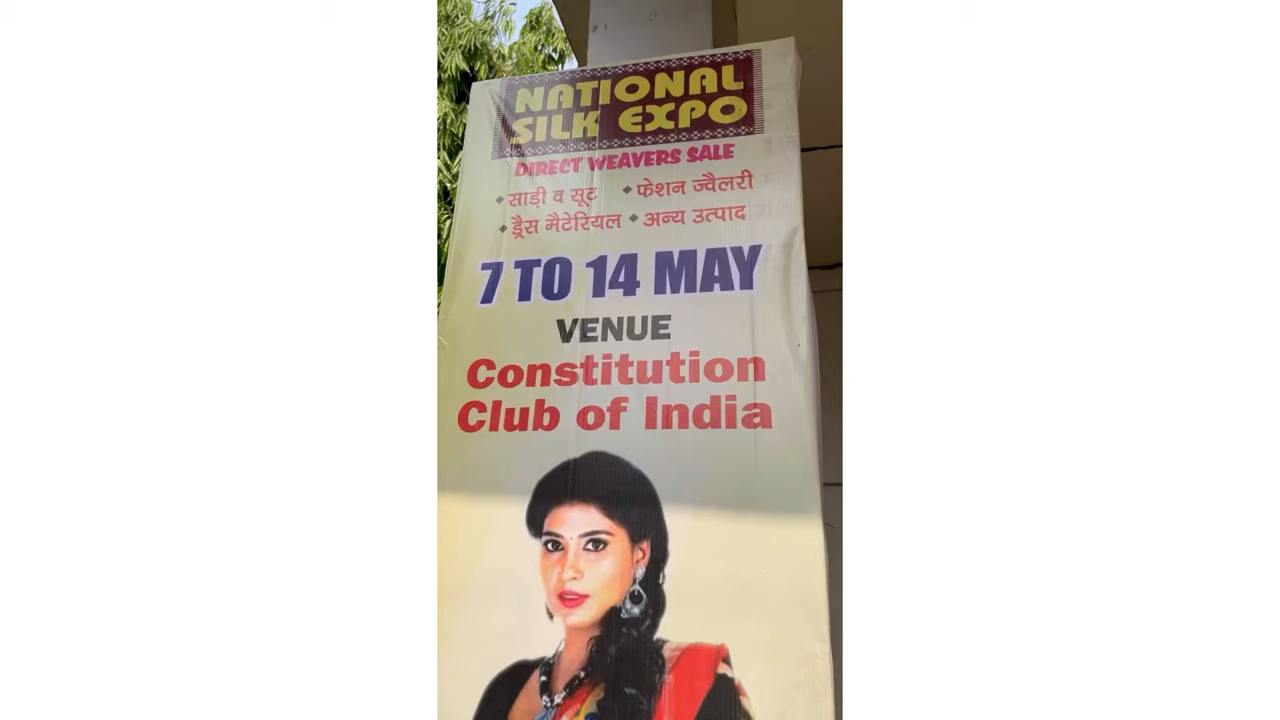 NATIONAL
SILK EXPO
DIRECT WEAVERS SALE
◆ साड़ी व सूट ◆ फेशन ज्वैलरी
◆ ड्रैस मैटेरियल ◆ अन्य उत्पाद
7 TO 14 MAY
VENUE
Constitution
Club of India